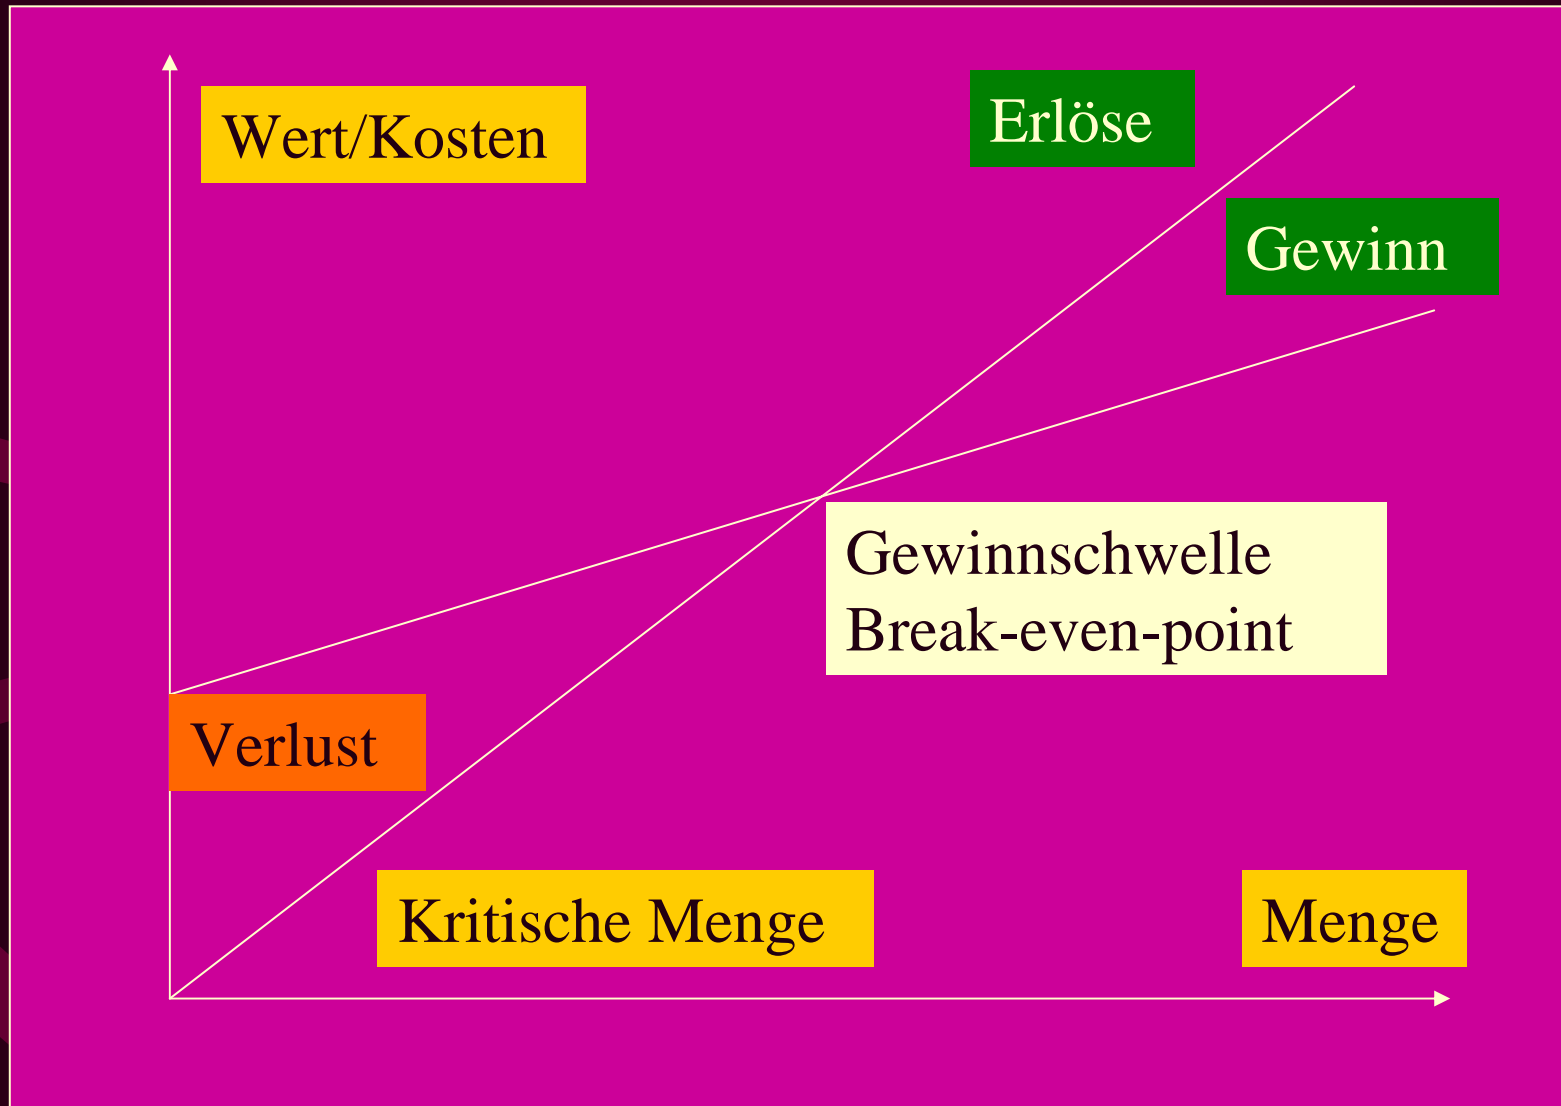 Wert/Kosten
Erlöse
Gewinn
Gewinnschwelle
Break-even-point
Verlust
Kritische Menge
Menge